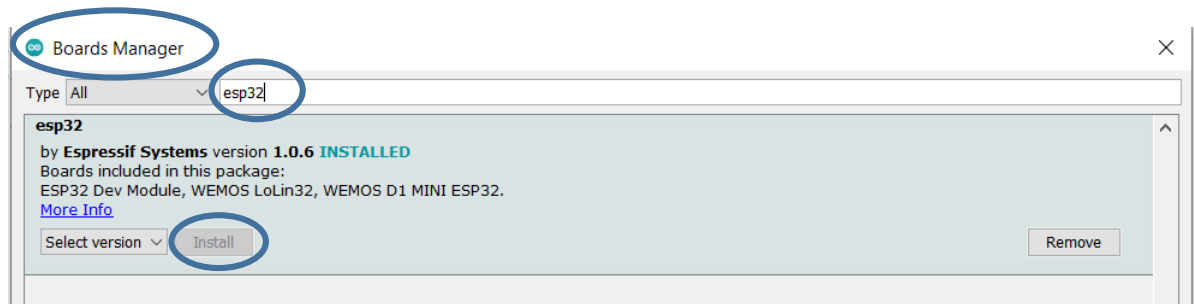 Boards Manager
Type All esp32
esp32
by Espressif Systems version 1.0.6 INSTALLED
Boards included in this package:
ESP32 Dev Module, WEMOS LoLin32, WEMOS D1 MINI ESP32.
More Info
Select version Install Remove